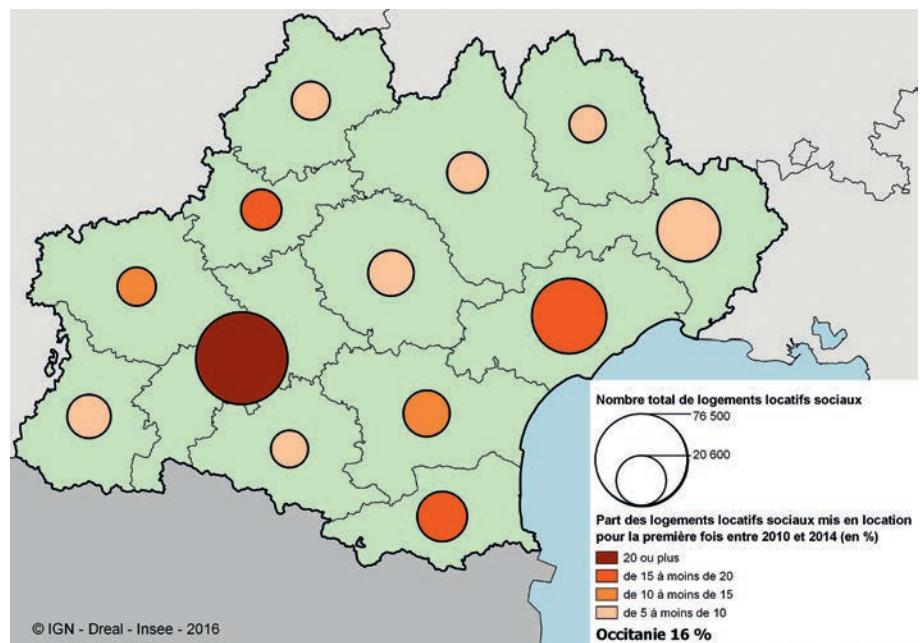 Nombre total de logements locatifs sociaux
76 500
20 600
Part des logements locatifs sociaux mis en location
pour la première fois entre 2010 et 2014 (en %)
20 ou plus
de 15 à moins de 20
de 10 à moins de 15
de 5 à moins de 10
Occitanie 16 %
© IGN - Dreal - Insee - 2016